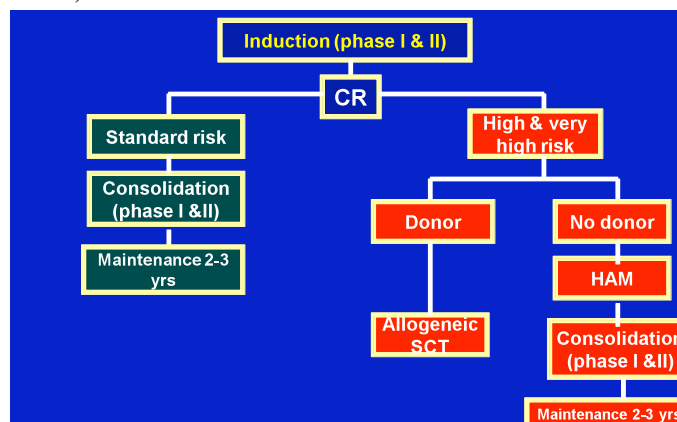 Induction (phase I & II)
CR
Standard risk
High & very
high risk
Consolidation
(phase I &II)
Donor
No donor
Maintenance 2-3
yrs
HAM
Allogeneic
SCT
Consolidation
(phase I &II)
Maintenance 2-3 yrs